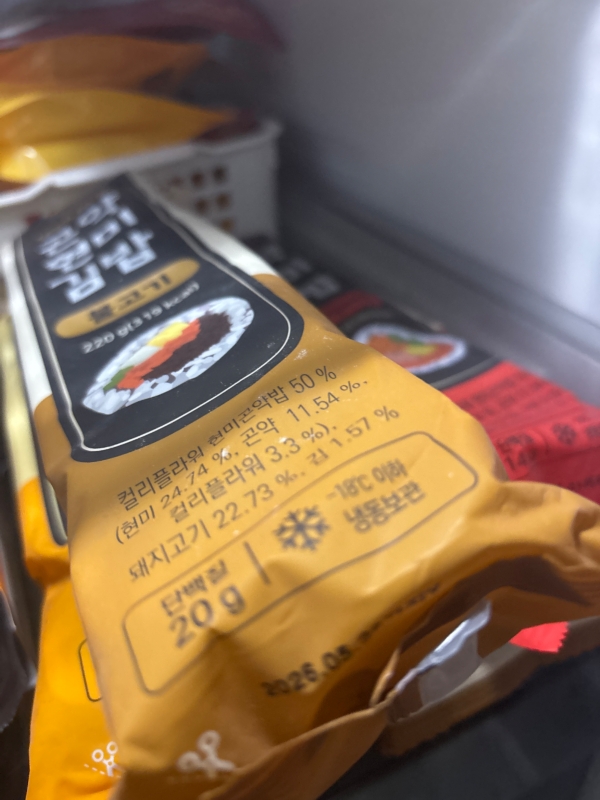 현미
곤약
김밥
불고기
220 g(319 kcal)
컬리플라워 현미곤약밥 50 %
(현미 24.74 %, 곤약 11.54 %,
컬리플라워 3.3 %),
돼지고기 22.73 %, 김 1.57 %
단백질
20 g
-18℃ 이하
냉동보관